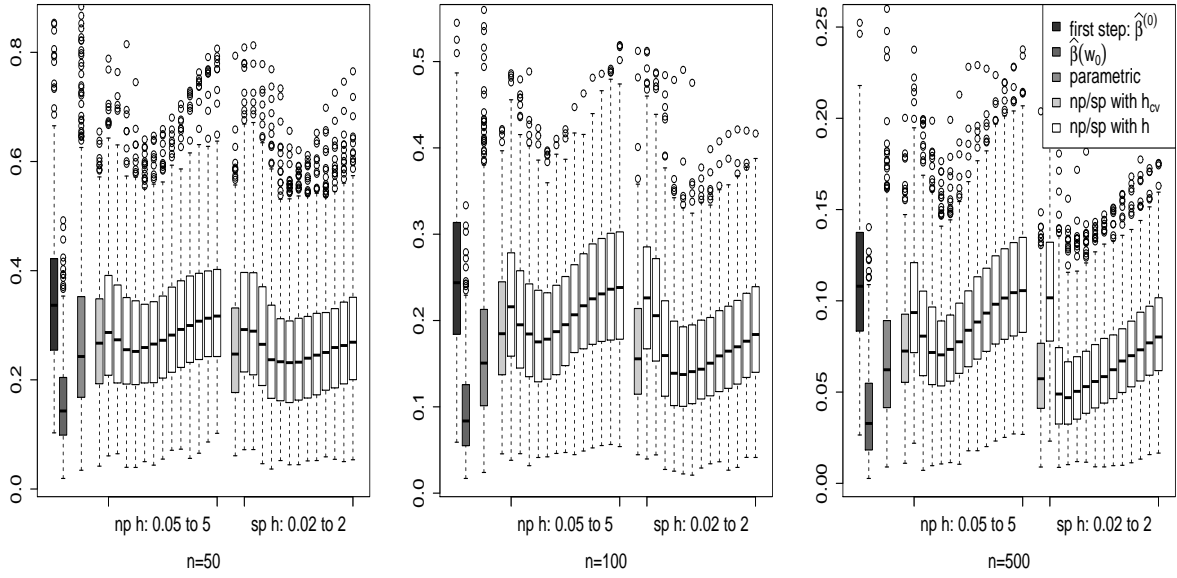 0.0
0.2
0.4
0.6
0.8
np h: 0.05 to 5
sp h: 0.02 to 2
n=50
0.0
0.1
0.2
0.3
0.4
0.5
np h: 0.05 to 5
sp h: 0.02 to 2
n=100
0.00
0.05
0.10
0.15
0.20
0.25
np h: 0.05 to 5
sp h: 0.02 to 2
n=500
first step: β̂⁽⁰⁾
β̂(w₀)
parametric
np/sp with h_cv
np/sp with h